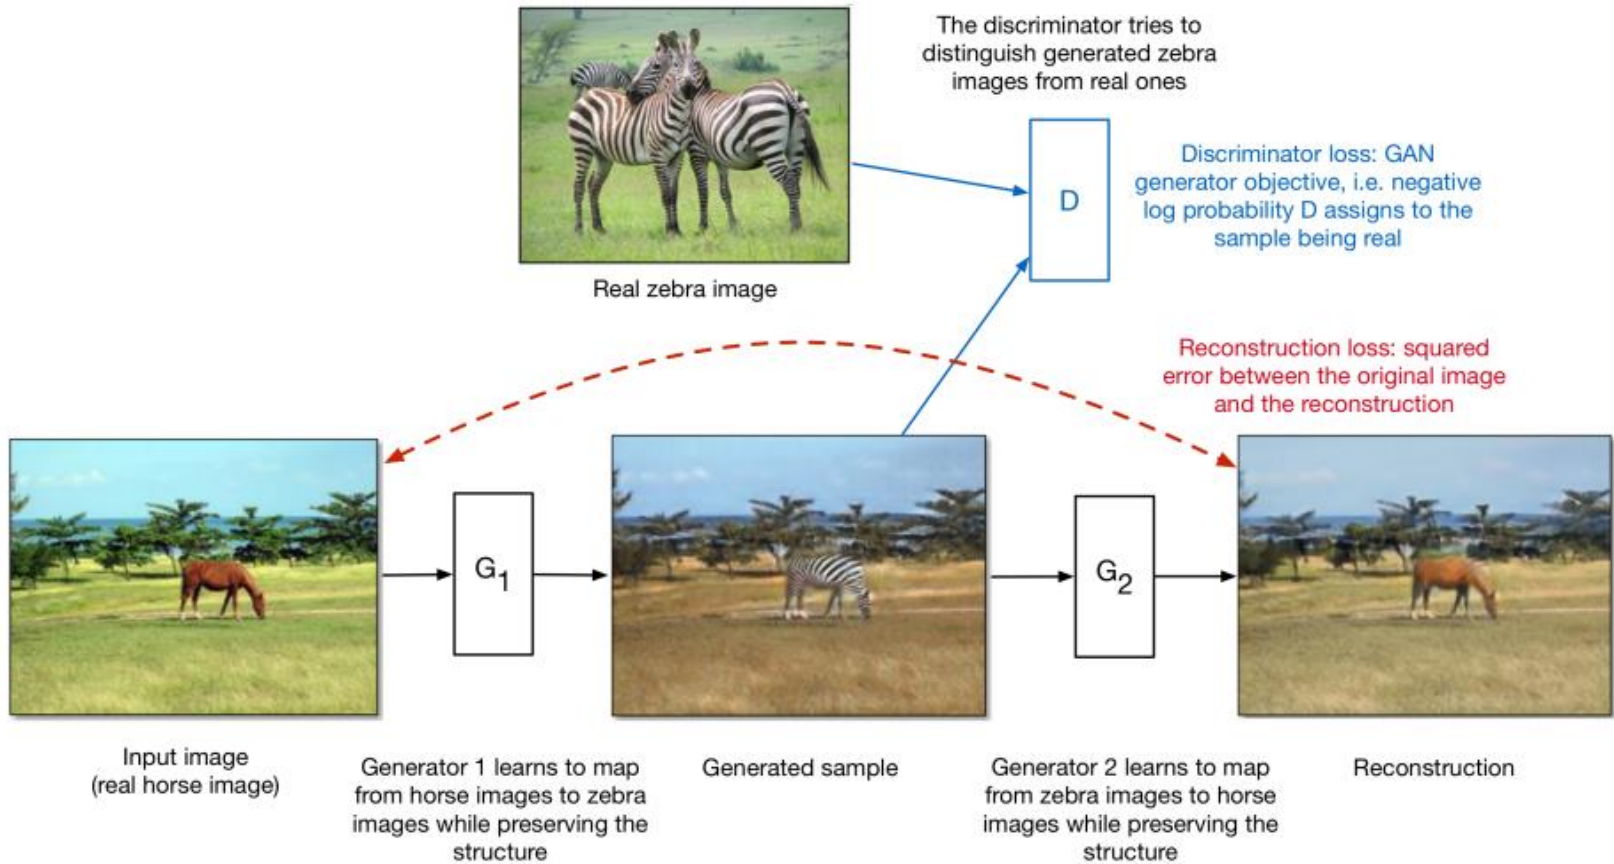 The discriminator tries to
distinguish generated zebra
images from real ones
D
Discriminator loss: GAN
generator objective, i.e. negative
log probability D assigns to the
sample being real
Real zebra image
Reconstruction loss: squared
error between the original image
and the reconstruction
G1
G2
Input image
(real horse image)
Generator 1 learns to map
from horse images to zebra
images while preserving the
structure
Generated sample
Generator 2 learns to map
from zebra images to horse
images while preserving the
structure
Reconstruction